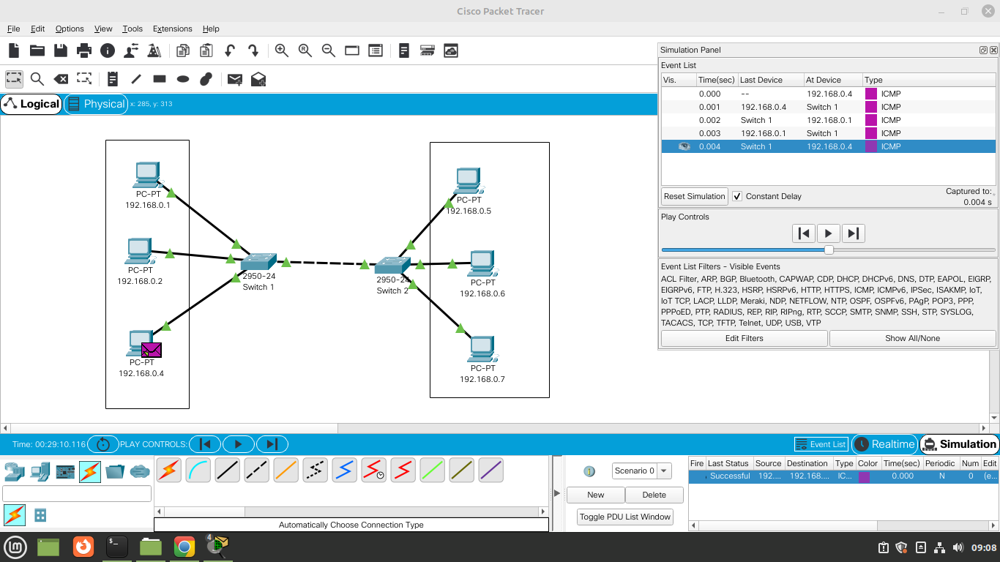 Cisco Packet Tracer
File Edit Options View Tools Extensions Help
Logical
Physical
x: 285, y: 313
PC-PT
192.168.0.1
PC-PT
192.168.0.2
PC-PT
192.168.0.4
2950-24
Switch 1
2950-24
Switch 2
PC-PT
192.168.0.5
PC-PT
192.168.0.6
PC-PT
192.168.0.7
Simulation Panel
Event List
Vis. Time(sec) Last Device At Device Type
0.000 -- 192.168.0.4 ICMP
0.001 192.168.0.4 Switch 1 ICMP
0.002 Switch 1 192.168.0.1 ICMP
0.003 192.168.0.1 Switch 1 ICMP
0.004 Switch 1 192.168.0.4 ICMP
Reset Simulation Constant Delay
Captured to:
0.004 s
Play Controls
Event List Filters - Visible Events
ACL Filter, ARP, BGP, Bluetooth, CAPWAP, CDP, DHCP, DHCPv6, DNS, DTP, EAPOL, EIGRP,
EIGRPv6, FTP, H.323, HSRP, HSRPv6, HTTP, HTTPS, ICMP, ICMPv6, IPSec, ISAKMP, IoT,
IoT TCP, LACP, LLDP, Meraki, NDP, NETFLOW, NTP, OSPF, OSPFv6, PAgP, POP3, PPP,
PPPoED, PTP, RADIUS, REP, RIP, RIPng, RTP, SCCP, SMTP, SNMP, SSH, STP, SYSLOG,
TACACS, TCP, TFTP, Telnet, UDP, USB, VTP
Edit Filters Show All/None
Time: 00:29:10.116 PLAY CONTROLS:
Event List Realtime Simulation
Automatically Choose Connection Type
1
Scenario 0
New Delete
Toggle PDU List Window
Fire Last Status Source Destination Type Color Time(sec) Periodic Num Edit
Successful 192.... 192.168.... IC... 0.000 N 0 (e...
4
09:08